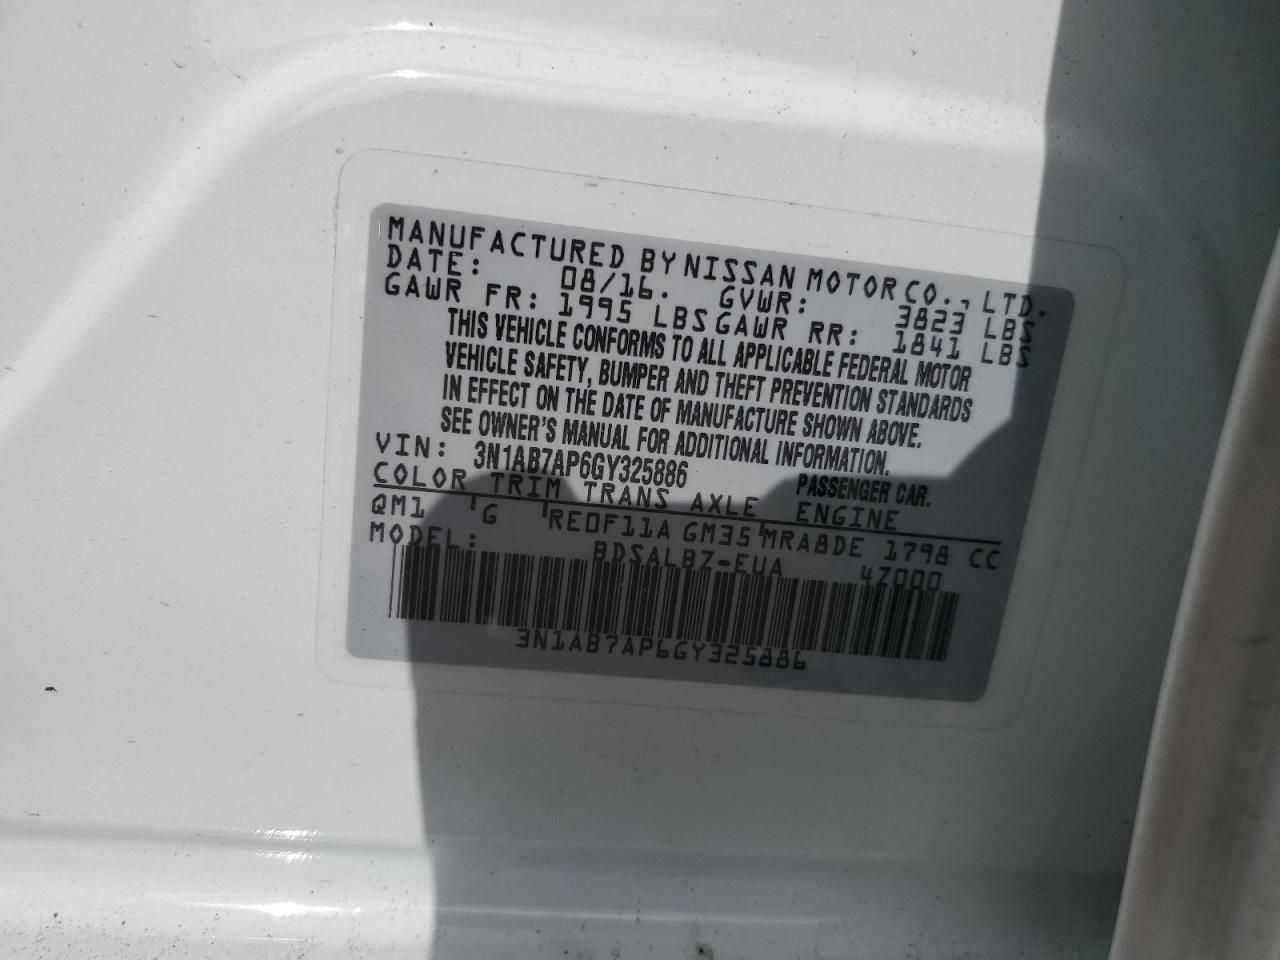 MANUFACTURED BY NISSAN MOTOR CO., LTD.
DATE: 08/16. GVWR: 3823 LBS
GAWR FR: 1995 LBS GAWR RR: 1841 LBS
THIS VEHICLE CONFORMS TO ALL APPLICABLE FEDERAL MOTOR
VEHICLE SAFETY, BUMPER AND THEFT PREVENTION STANDARDS
IN EFFECT ON THE DATE OF MANUFACTURE SHOWN ABOVE.
SEE OWNER'S MANUAL FOR ADDITIONAL INFORMATION.
VIN: 3N1AB7AP6GY325886 PASSENGER CAR.
COLOR TRIM TRANS AXLE ENGINE
QM1 G RE0F11A GM35 MRA8DE 1798 CC
MODEL: BDSALBZ-EUA 4Z000
3N1AB7AP6GY325886